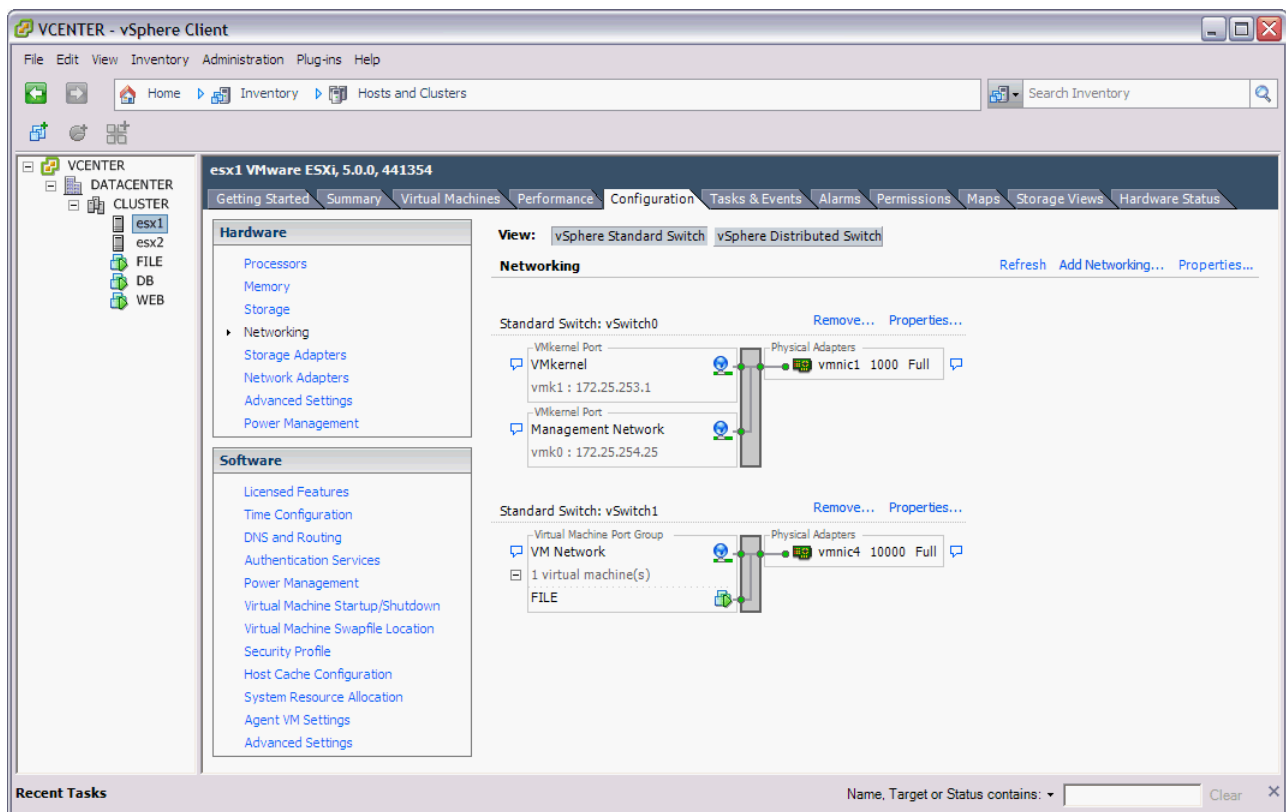 VCENTER - vSphere Client
File Edit View Inventory Administration Plug-ins Help
Home Inventory Hosts and Clusters
Search Inventory
VCENTER
DATACENTER
CLUSTER
esx1
esx2
FILE
DB
WEB
esx1 VMware ESXi, 5.0.0, 441354
Getting Started Summary Virtual Machines Performance Configuration Tasks & Events Alarms Permissions Maps Storage Views Hardware Status
Hardware
Processors
Memory
Storage
Networking
Storage Adapters
Network Adapters
Advanced Settings
Power Management
Software
Licensed Features
Time Configuration
DNS and Routing
Authentication Services
Power Management
Virtual Machine Startup/Shutdown
Virtual Machine Swapfile Location
Security Profile
Host Cache Configuration
System Resource Allocation
Agent VM Settings
Advanced Settings
View: vSphere Standard Switch vSphere Distributed Switch
Networking Refresh Add Networking... Properties...
Standard Switch: vSwitch0 Remove... Properties...
VMkernel Port Physical Adapters
VMkernel vmnic1 1000 Full
vmk1 : 172.25.253.1
VMkernel Port
Management Network
vmk0 : 172.25.254.25
Standard Switch: vSwitch1 Remove... Properties...
Virtual Machine Port Group Physical Adapters
VM Network vmnic4 10000 Full
1 virtual machine(s)
FILE
Recent Tasks Name, Target or Status contains: Clear